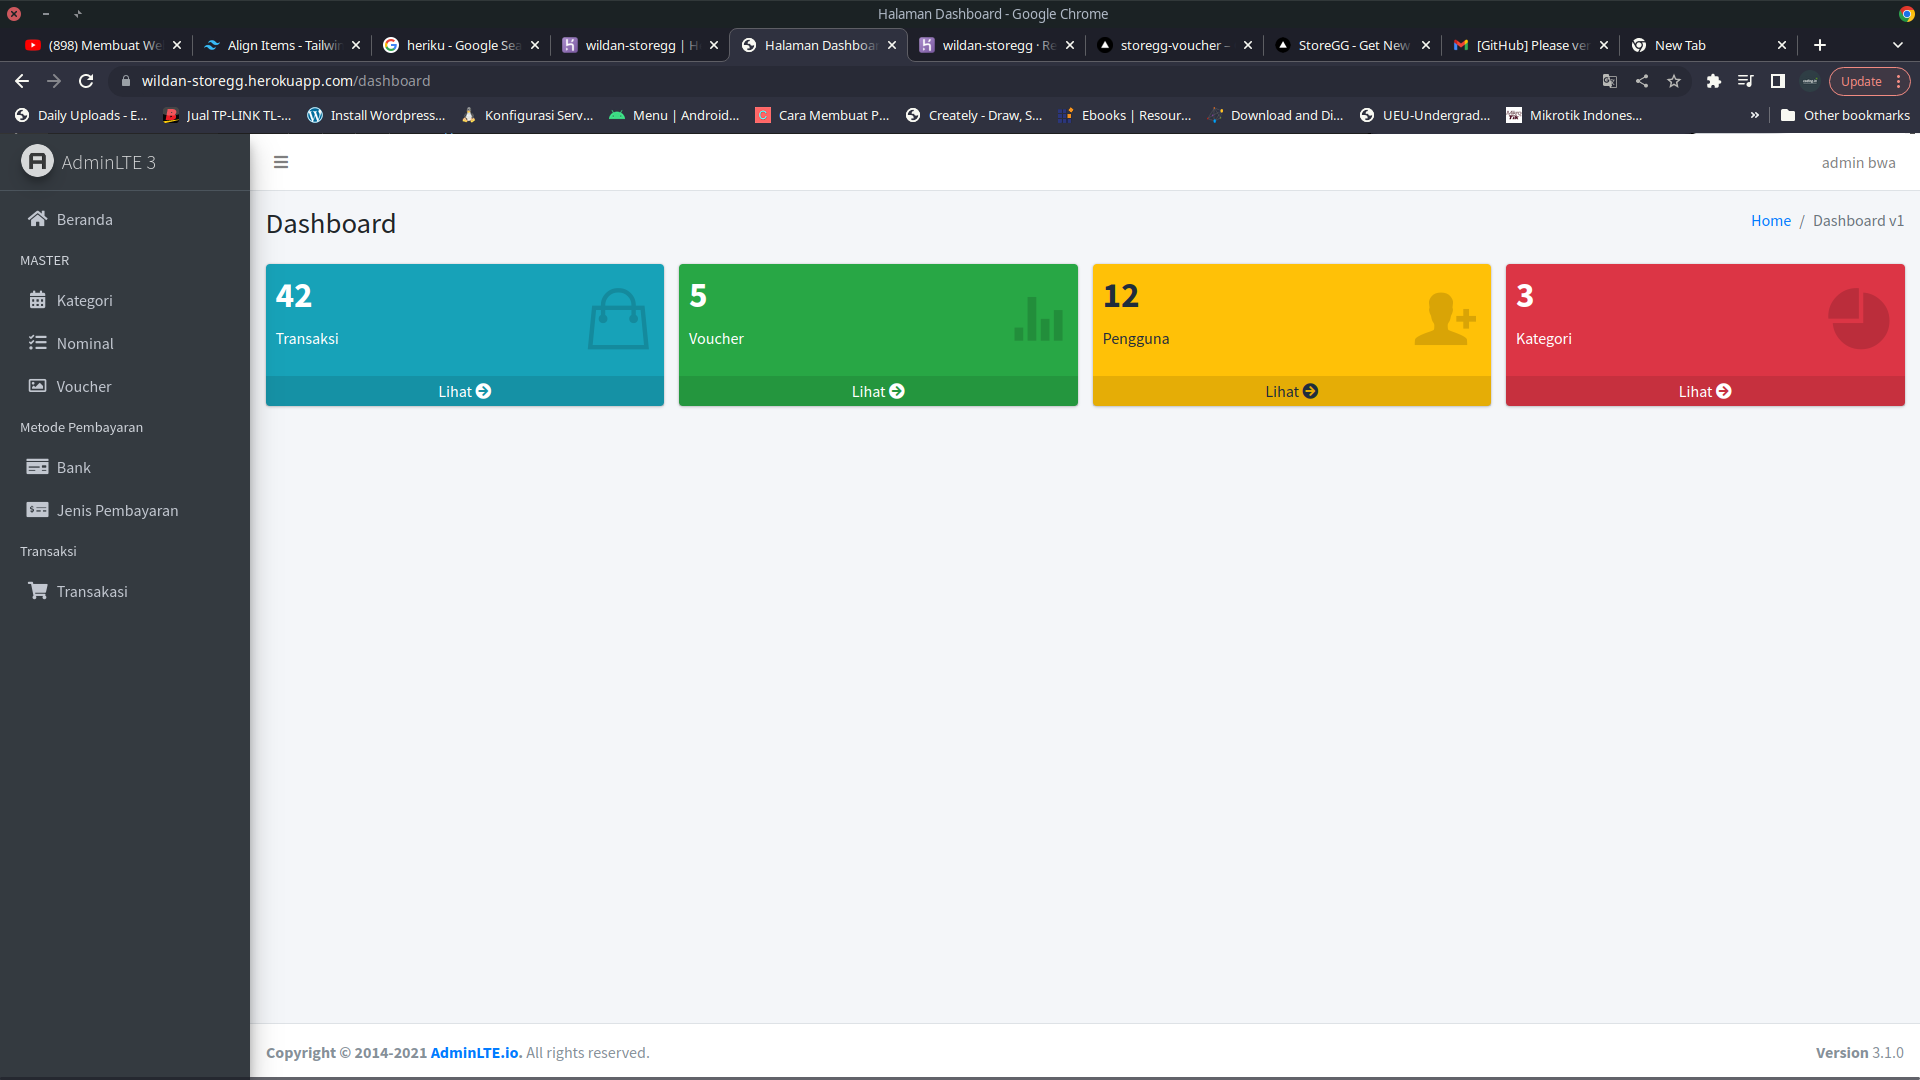 Halaman Dashboard - Google Chrome
(898) Membuat We
Align Items - Tailwin
heriku - Google Sea
wildan-storegg | H
Halaman Dashboar
wildan-storegg · Re
storegg-voucher –
StoreGG - Get New
[GitHub] Please ver
New Tab
wildan-storegg.herokuapp.com/dashboard
Update
Daily Uploads - E...
Jual TP-LINK TL-...
Install Wordpress...
Konfigurasi Serv...
Menu | Android...
Cara Membuat P...
Creately - Draw, S...
Ebooks | Resour...
Download and Di...
UEU-Undergrad...
Mikrotik Indones...
»
Other bookmarks
AdminLTE 3
admin bwa
Beranda
MASTER
Kategori
Nominal
Voucher
Metode Pembayaran
Bank
Jenis Pembayaran
Transaksi
Transakasi
Dashboard
Home / Dashboard v1
42
Transaksi
Lihat
5
Voucher
Lihat
12
Pengguna
Lihat
3
Kategori
Lihat
Copyright © 2014-2021 AdminLTE.io. All rights reserved.
Version 3.1.0